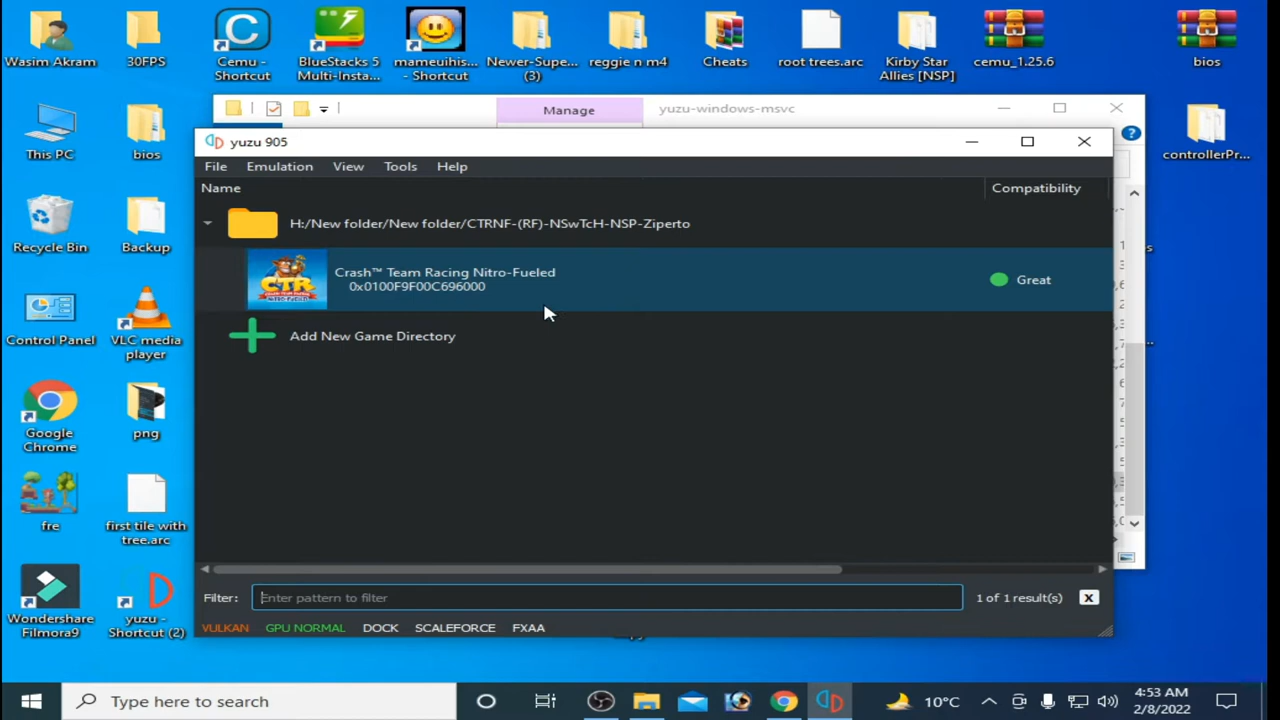 Wasim Akram
30FPS
Cemu -
Shortcut
BlueStacks 5
Multi-Insta...
mameuihis...
- Shortcut
Newer-Supe...
(3)
reggie n m4
Cheats
root trees.arc
Kirby Star
Allies [NSP]
cemu_1.25.6
bios
This PC
bios
Manage
yuzu-windows-msvc
controllerPr...
yuzu 905
File
Emulation
View
Tools
Help
Name
Compatibility
Recycle Bin
Backup
H:/New folder/New folder/CTRNF-(RF)-NSwTcH-NSP-Ziperto
CTR
Crash™ Team Racing Nitro-Fueled
0x0100F9F00C696000
Great
Add New Game Directory
Control Panel
VLC media
player
Google
Chrome
png
fre
first tile with
tree.arc
Wondershare
Filmora9
yuzu -
Shortcut (2)
Filter:
Enter pattern to filter
1 of 1 result(s)
X
VULKAN
GPU NORMAL
DOCK
SCALEFORCE
FXAA
Type here to search
10°C
4:53 AM
2/8/2022